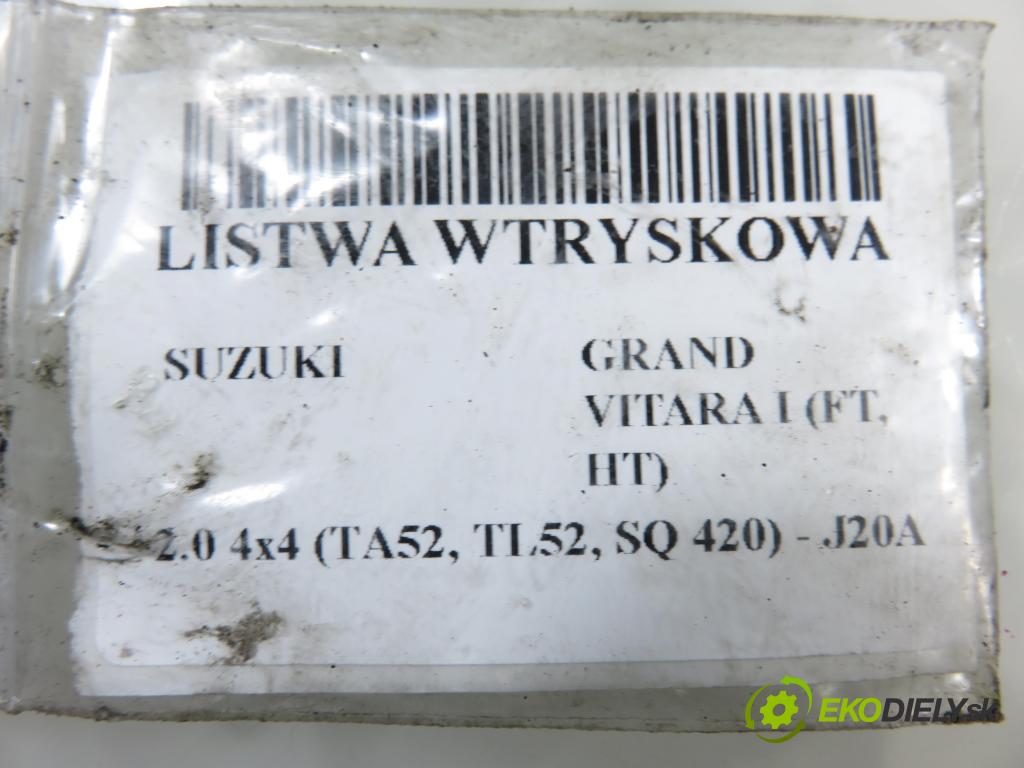 LISTWA WTRYSKOWA
SUZUKI
GRAND
VITARA I (FT,
HT)
2.0 4x4 (TA52, TL52, SQ 420) - J20A
EKODIELY.sk